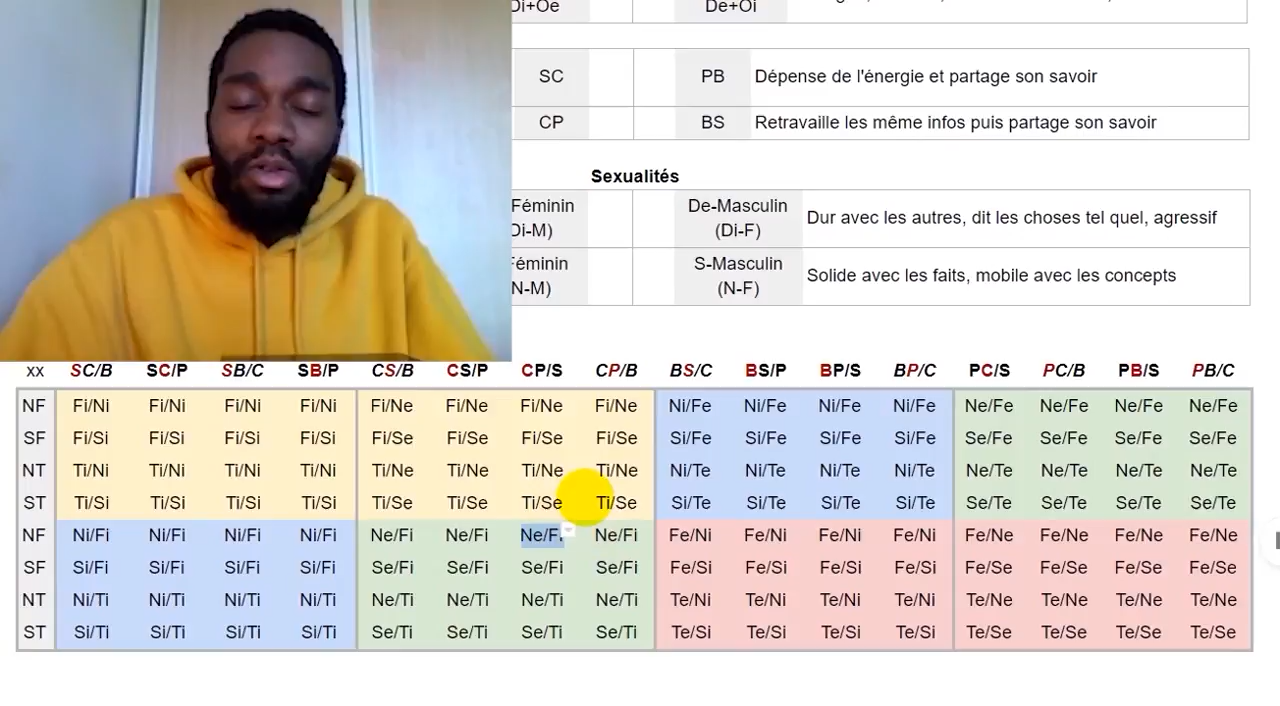 Di+Oe De+Oi
SC PB Dépense de l'énergie et partage son savoir
CP BS Retravaille les même infos puis partage son savoir
Sexualités
Féminin De-Masculin
Di-M) (Di-F) Dur avec les autres, dit les choses tel quel, agressif
Féminin S-Masculin
N-M) (N-F) Solide avec les faits, mobile avec les concepts
xx SC/B SC/P SB/C SB/P CS/B CS/P CP/S CP/B BS/C BS/P BP/S BP/C PC/S PC/B PB/S PB/C
NF Fi/Ni Fi/Ni Fi/Ni Fi/Ni Fi/Ne Fi/Ne Fi/Ne Fi/Ne Ni/Fe Ni/Fe Ni/Fe Ni/Fe Ne/Fe Ne/Fe Ne/Fe Ne/Fe
SF Fi/Si Fi/Si Fi/Si Fi/Si Fi/Se Fi/Se Fi/Se Fi/Se Si/Fe Si/Fe Si/Fe Si/Fe Se/Fe Se/Fe Se/Fe Se/Fe
NT Ti/Ni Ti/Ni Ti/Ni Ti/Ni Ti/Ne Ti/Ne Ti/Ne Ti/Ne Ni/Te Ni/Te Ni/Te Ni/Te Ne/Te Ne/Te Ne/Te Ne/Te
ST Ti/Si Ti/Si Ti/Si Ti/Si Ti/Se Ti/Se Ti/Se Ti/Se Si/Te Si/Te Si/Te Si/Te Se/Te Se/Te Se/Te Se/Te
NF Ni/Fi Ni/Fi Ni/Fi Ni/Fi Ne/Fi Ne/Fi Ne/Fi Ne/Fi Fe/Ni Fe/Ni Fe/Ni Fe/Ni Fe/Ne Fe/Ne Fe/Ne Fe/Ne
SF Si/Fi Si/Fi Si/Fi Si/Fi Se/Fi Se/Fi Se/Fi Se/Fi Fe/Si Fe/Si Fe/Si Fe/Si Fe/Se Fe/Se Fe/Se Fe/Se
NT Ni/Ti Ni/Ti Ni/Ti Ni/Ti Ne/Ti Ne/Ti Ne/Ti Ne/Ti Te/Ni Te/Ni Te/Ni Te/Ni Te/Ne Te/Ne Te/Ne Te/Ne
ST Si/Ti Si/Ti Si/Ti Si/Ti Se/Ti Se/Ti Se/Ti Se/Ti Te/Si Te/Si Te/Si Te/Si Te/Se Te/Se Te/Se Te/Se